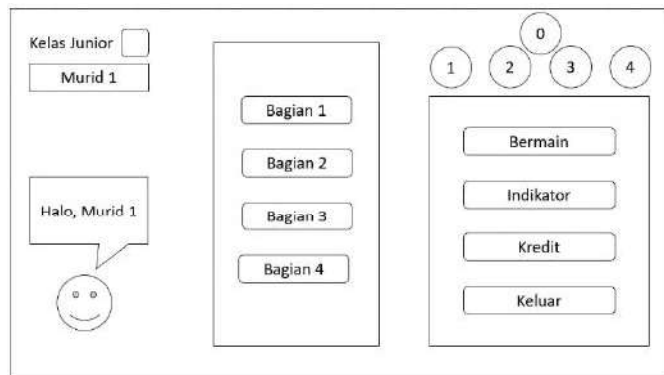 Kelas Junior
Murid 1
Halo, Murid 1
Bagian 1
Bagian 2
Bagian 3
Bagian 4
0
1
2
3
4
Bermain
Indikator
Kredit
Keluar